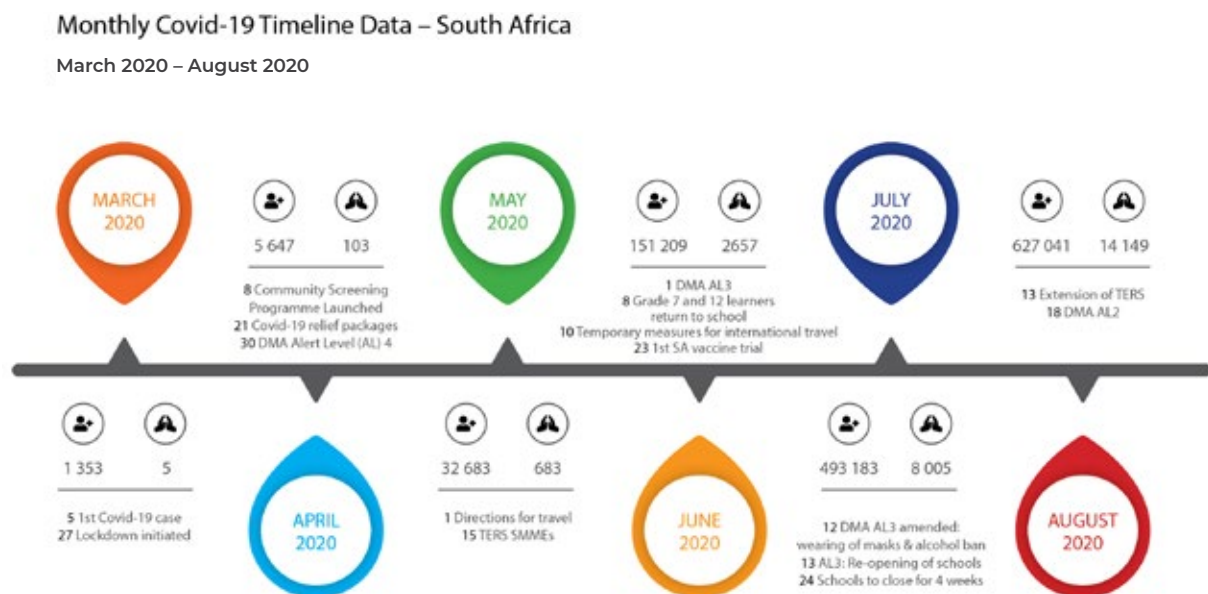 Monthly Covid-19 Timeline Data – South Africa
March 2020 – August 2020
MARCH
2020
1 353
5
5 1st Covid-19 case
27 Lockdown initiated
APRIL
2020
5 647
103
8 Community Screening
Programme Launched
21 Covid-19 relief packages
30 DMA Alert Level (AL) 4
MAY
2020
32 683
683
1 Directions for travel
15 TERS SMMEs
JUNE
2020
151 209
2657
1 DMA AL3
8 Grade 7 and 12 learners
return to school
10 Temporary measures for international travel
23 1st SA vaccine trial
JULY
2020
493 183
8 005
12 DMA AL3 amended:
wearing of masks & alcohol ban
13 AL3: Re-opening of schools
24 Schools to close for 4 weeks
AUGUST
2020
627 041
14 149
13 Extension of TERS
18 DMA AL2